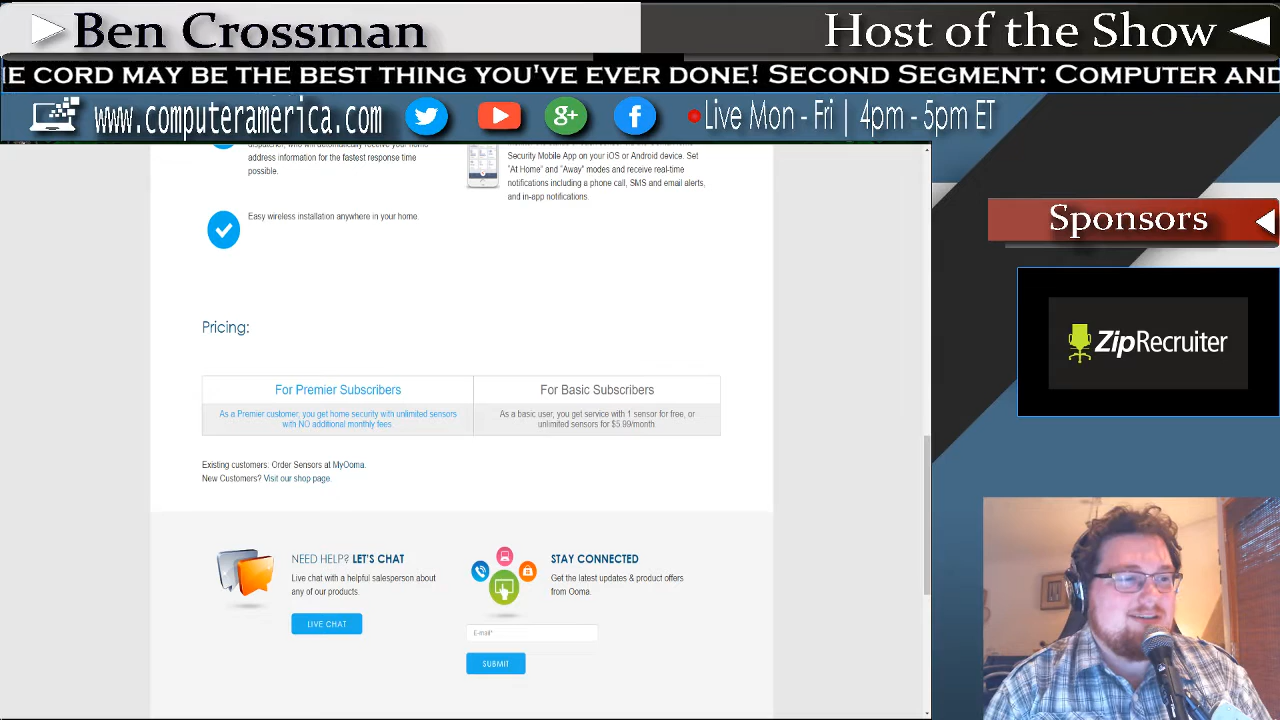 Ben Crossman
Host of the Show
E CORD MAY BE THE BEST THING YOU'VE EVER DONE! SECOND SEGMENT: COMPUTER AND
www.computeramerica.com
Live Mon - Fri | 4pm - 5pm ET
address information for the fastest response time
possible.
Easy wireless installation anywhere in your home.
Security Mobile App on your iOS or Android device. Set
"At Home" and "Away" modes and receive real-time
notifications including a phone call, SMS and email alerts,
and in-app notifications.
Sponsors
ZipRecruiter
Pricing:
For Premier Subscribers
As a Premier customer, you get home security with unlimited sensors
with NO additional monthly fees.
For Basic Subscribers
As a basic user, you get service with 1 sensor for free, or
unlimited sensors for $5.99/month
Existing customers: Order Sensors at MyOoma.
New Customers? Visit our shop page.
NEED HELP? LET'S CHAT
Live chat with a helpful salesperson about
any of our products.
LIVE CHAT
STAY CONNECTED
Get the latest updates & product offers
from Ooma.
E-mail*
SUBMIT